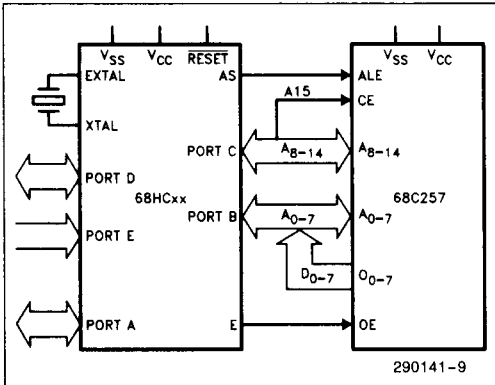 VSS VCC RESET
VSS VCC
EXTAL
AS
ALE
A15
CE
XTAL
PORT C
A8-14
A8-14
PORT D
68HCxx
68C257
PORT B
A0-7
A0-7
PORT E
D0-7
O0-7
PORT A
E
OE
290141-9